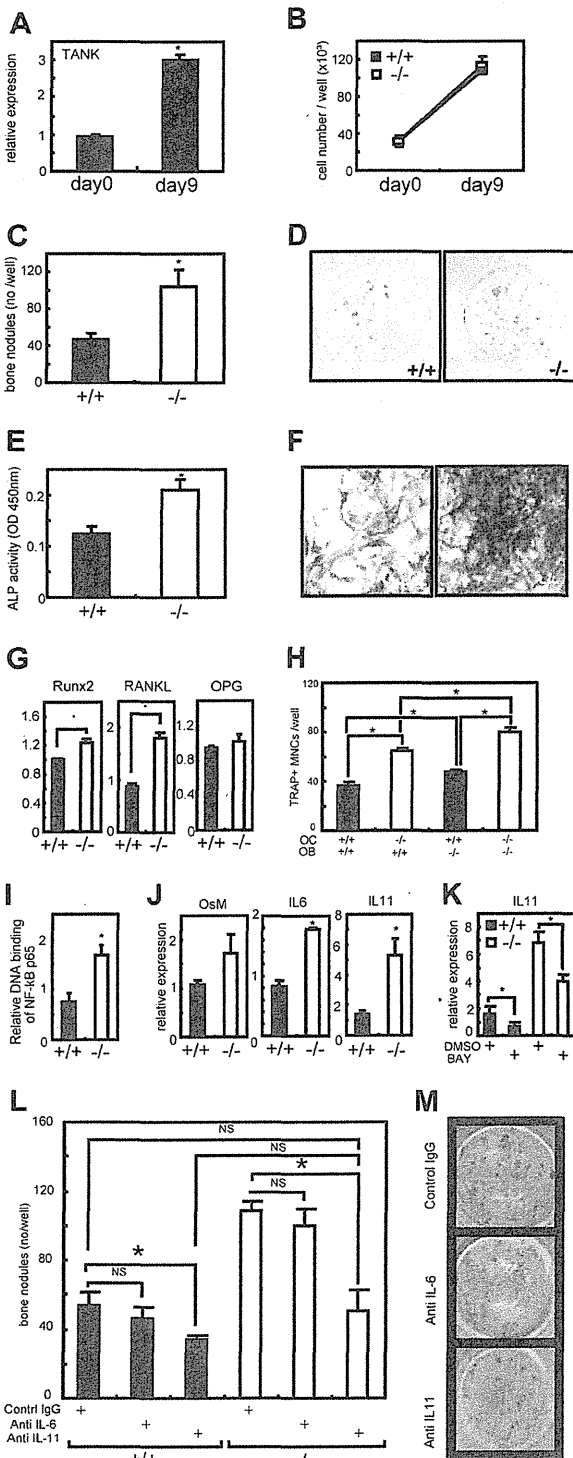 A
TANK
relative expression
3
2
1
0
*
day0
day9
B
cell number / well (x10³)
120
80
40
0
+/+
-/-
day0
day9
C
bone nodules (no /well)
120
80
40
0
*
+/+
-/-
D
+/+
-/-
E
ALP activity (OD 450nm)
0.2
0.1
0
*
+/+
-/-
F
G
Runx2
RANKL
OPG
1.6
1.2
0.8
0.4
0
2
1
0
1.2
0.8
0.4
0
+/+ -/-
+/+ -/-
+/+ -/-
H
TRAP+ MNCs /well
120
80
40
0
* * * *
OC +/+ -/- +/+ -/-
OB +/+ +/+ -/- -/-
I
Relative DNA binding
of NF-kB p65
2
1
0
*
+/+ -/-
J
OsM
IL6
IL11
relative expression
2
1
0
2
1
0
8
6
4
2
0
*
*
+/+ -/-
+/+ -/-
+/+ -/-
K
IL11
+/+
-/-
relative expression
8
6
4
2
0
*
*
DMSO + +
BAY + +
L
bone nodules (no/well)
160
120
80
40
0
NS
NS
*
NS
*
NS
Contrl IgG + +
Anti IL-6 + +
Anti IL-11 + +
+/+
M
Control IgG
Anti IL-6
Anti IL11